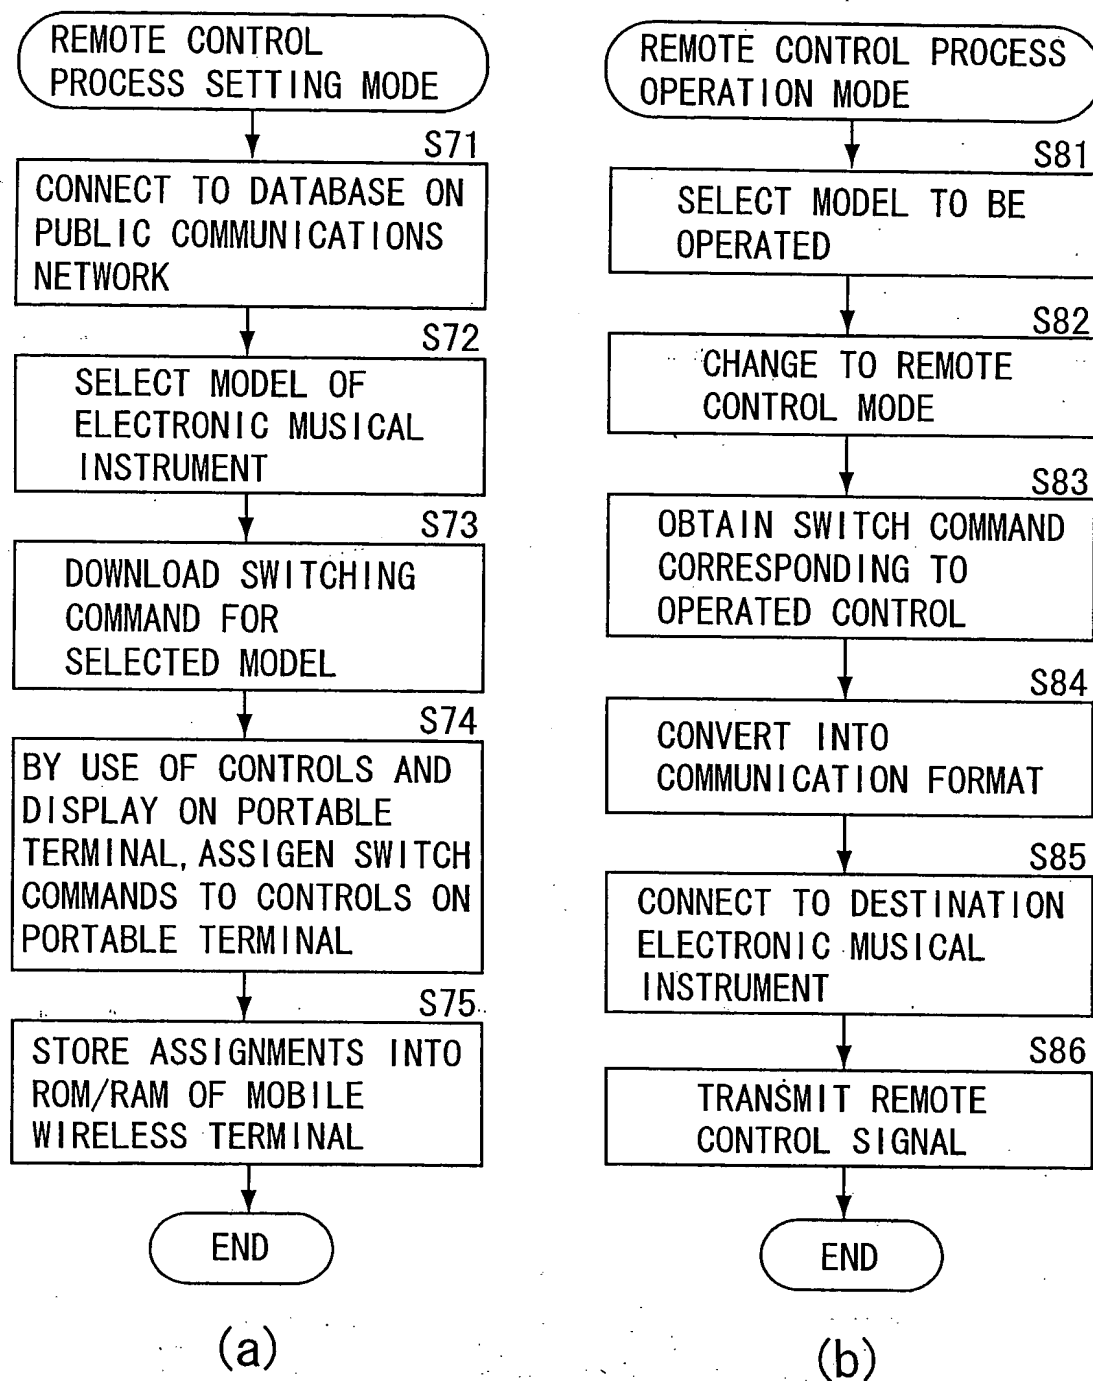 REMOTE CONTROL
PROCESS SETTING MODE
S71
CONNECT TO DATABASE ON
PUBLIC COMMUNICATIONS
NETWORK
S72
SELECT MODEL OF
ELECTRONIC MUSICAL
INSTRUMENT
S73
DOWNLOAD SWITCHING
COMMAND FOR
SELECTED MODEL
S74
BY USE OF CONTROLS AND
DISPLAY ON PORTABLE
TERMINAL, ASSIGEN SWITCH
COMMANDS TO CONTROLS ON
PORTABLE TERMINAL
S75
STORE ASSIGNMENTS INTO
ROM/RAM OF MOBILE
WIRELESS TERMINAL
END
(a)
REMOTE CONTROL PROCESS
OPERATION MODE
S81
SELECT MODEL TO BE
OPERATED
S82
CHANGE TO REMOTE
CONTROL MODE
S83
OBTAIN SWITCH COMMAND
CORRESPONDING TO
OPERATED CONTROL
S84
CONVERT INTO
COMMUNICATION FORMAT
S85
CONNECT TO DESTINATION
ELECTRONIC MUSICAL
INSTRUMENT
S86
TRANSMIT REMOTE
CONTROL SIGNAL
END
(b)